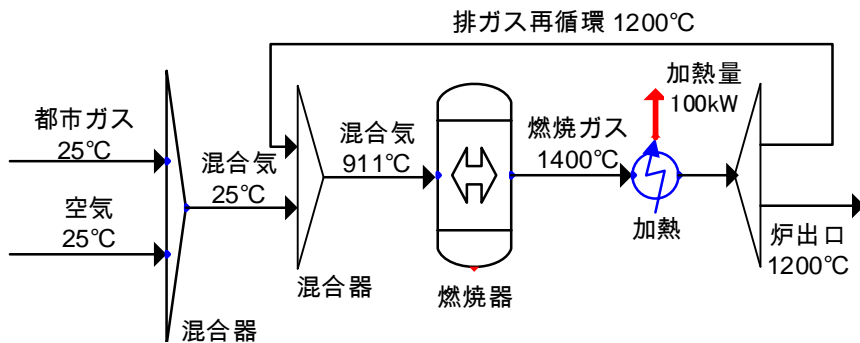 排ガス再循環 1200℃
都市ガス
25℃
空気
25℃
混合器
混合気
25℃
混合器
混合気
911℃
燃焼器
燃焼ガス
1400℃
加熱量
100kW
加熱
炉出口
1200℃